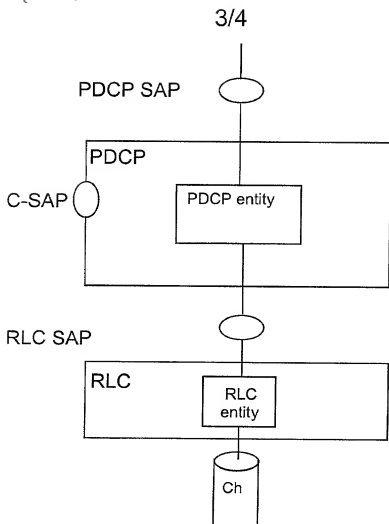 3/4
PDCP SAP
PDCP
C-SAP
PDCP entity
RLC SAP
RLC
RLC
entity
Ch